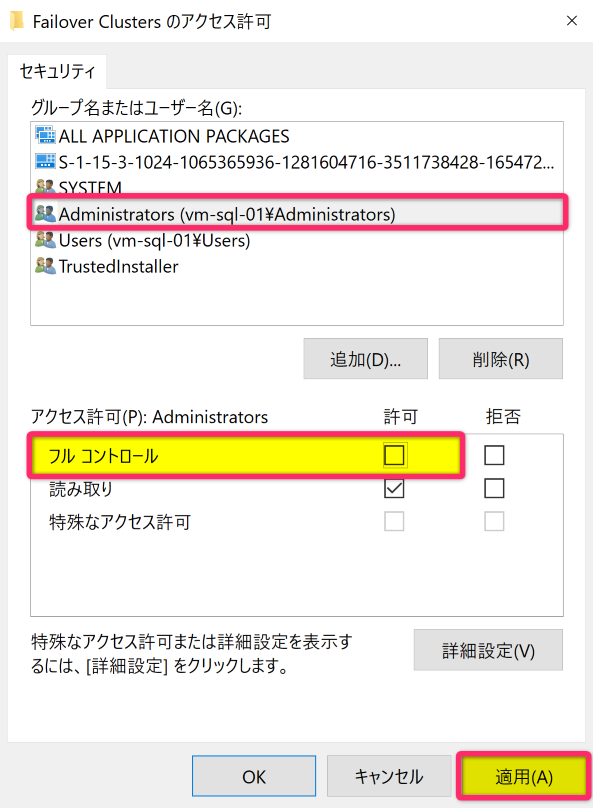 Failover Clusters のアクセス許可
セキュリティ
グループ名またはユーザー名(G):
ALL APPLICATION PACKAGES
S-1-15-3-1024-1065365936-1281604716-3511738428-165472...
SYSTEM
Administrators (vm-sql-01¥Administrators)
Users (vm-sql-01¥Users)
TrustedInstaller
追加(D)... 削除(R)
アクセス許可(P): Administrators 許可 拒否
フル コントロール
読み取り
特殊なアクセス許可
特殊なアクセス許可または詳細設定を表示す
るには、[詳細設定] をクリックします。
詳細設定(V)
OK キャンセル 適用(A)